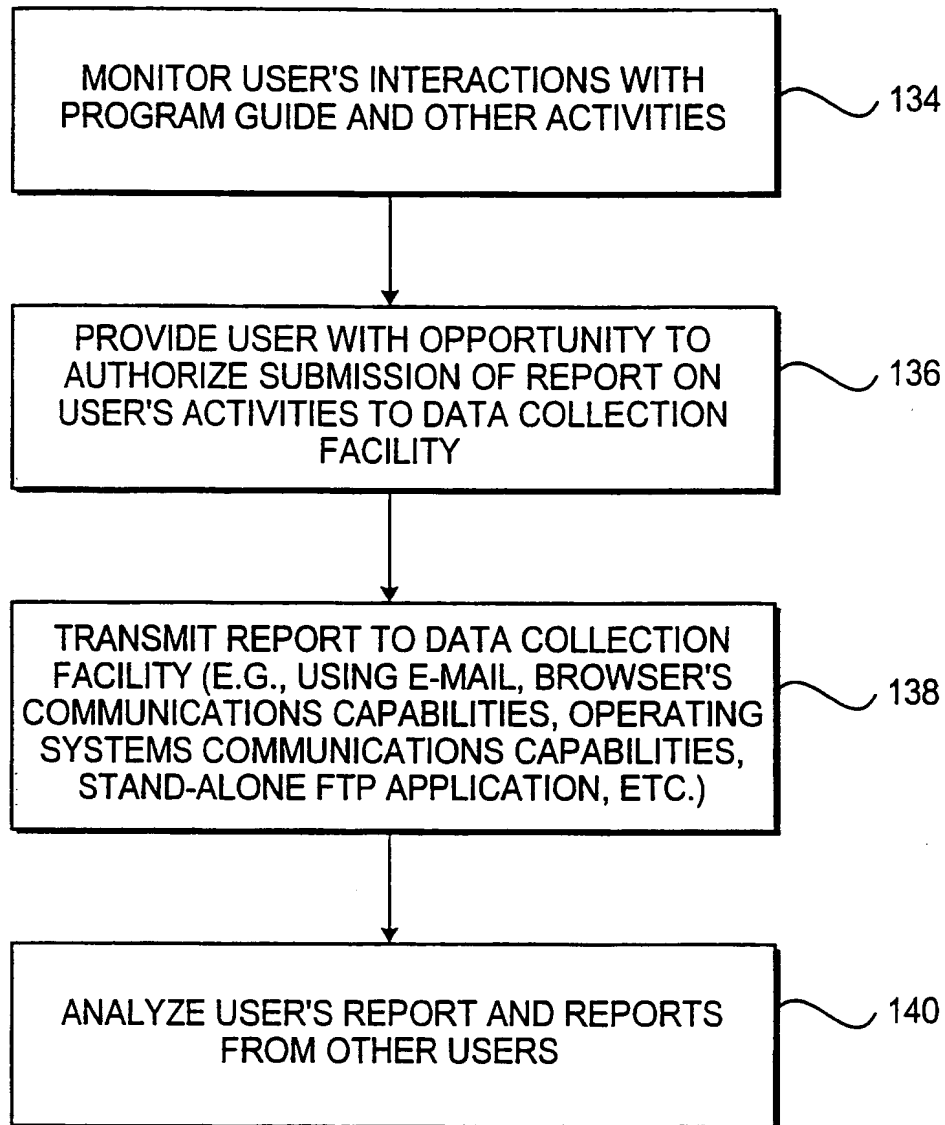 MONITOR USER'S INTERACTIONS WITH
PROGRAM GUIDE AND OTHER ACTIVITIES
134
PROVIDE USER WITH OPPORTUNITY TO
AUTHORIZE SUBMISSION OF REPORT ON
USER'S ACTIVITIES TO DATA COLLECTION
FACILITY
136
TRANSMIT REPORT TO DATA COLLECTION
FACILITY (E.G., USING E-MAIL, BROWSER'S
COMMUNICATIONS CAPABILITIES, OPERATING
SYSTEMS COMMUNICATIONS CAPABILITIES,
STAND-ALONE FTP APPLICATION, ETC.)
138
ANALYZE USER'S REPORT AND REPORTS
FROM OTHER USERS
140